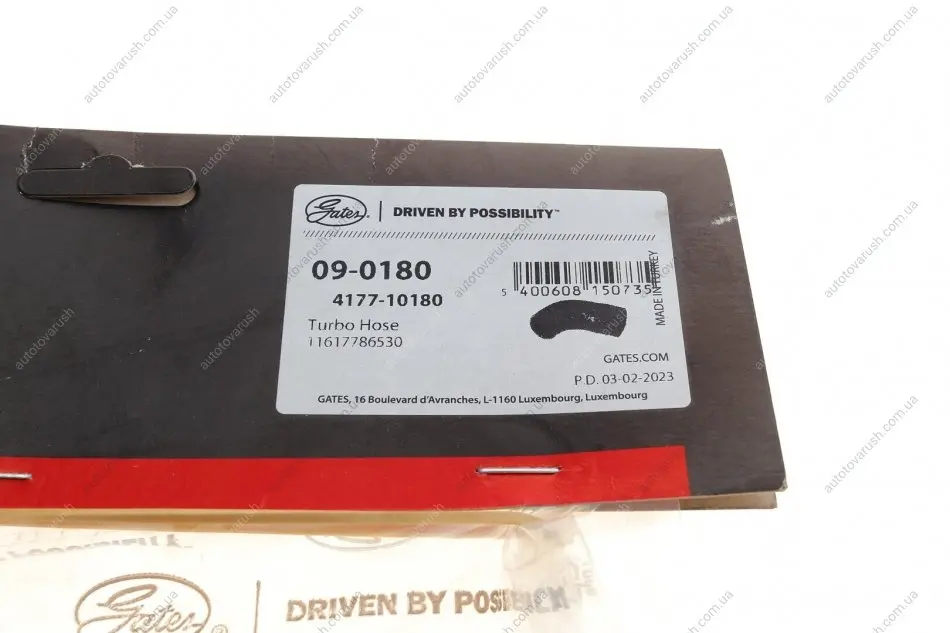 Gates. | DRIVEN BY POSSIBILITY™
09-0180
4177-10180
Turbo Hose
11617786530
5 400608 150735
MADE IN TURKEY
GATES.COM
P.D. 03-02-2023
GATES, 16 Boulevard d'Avranches, L-1160 Luxembourg, Luxembourg
Gates® | DRIVEN BY
autotovarush.com.ua